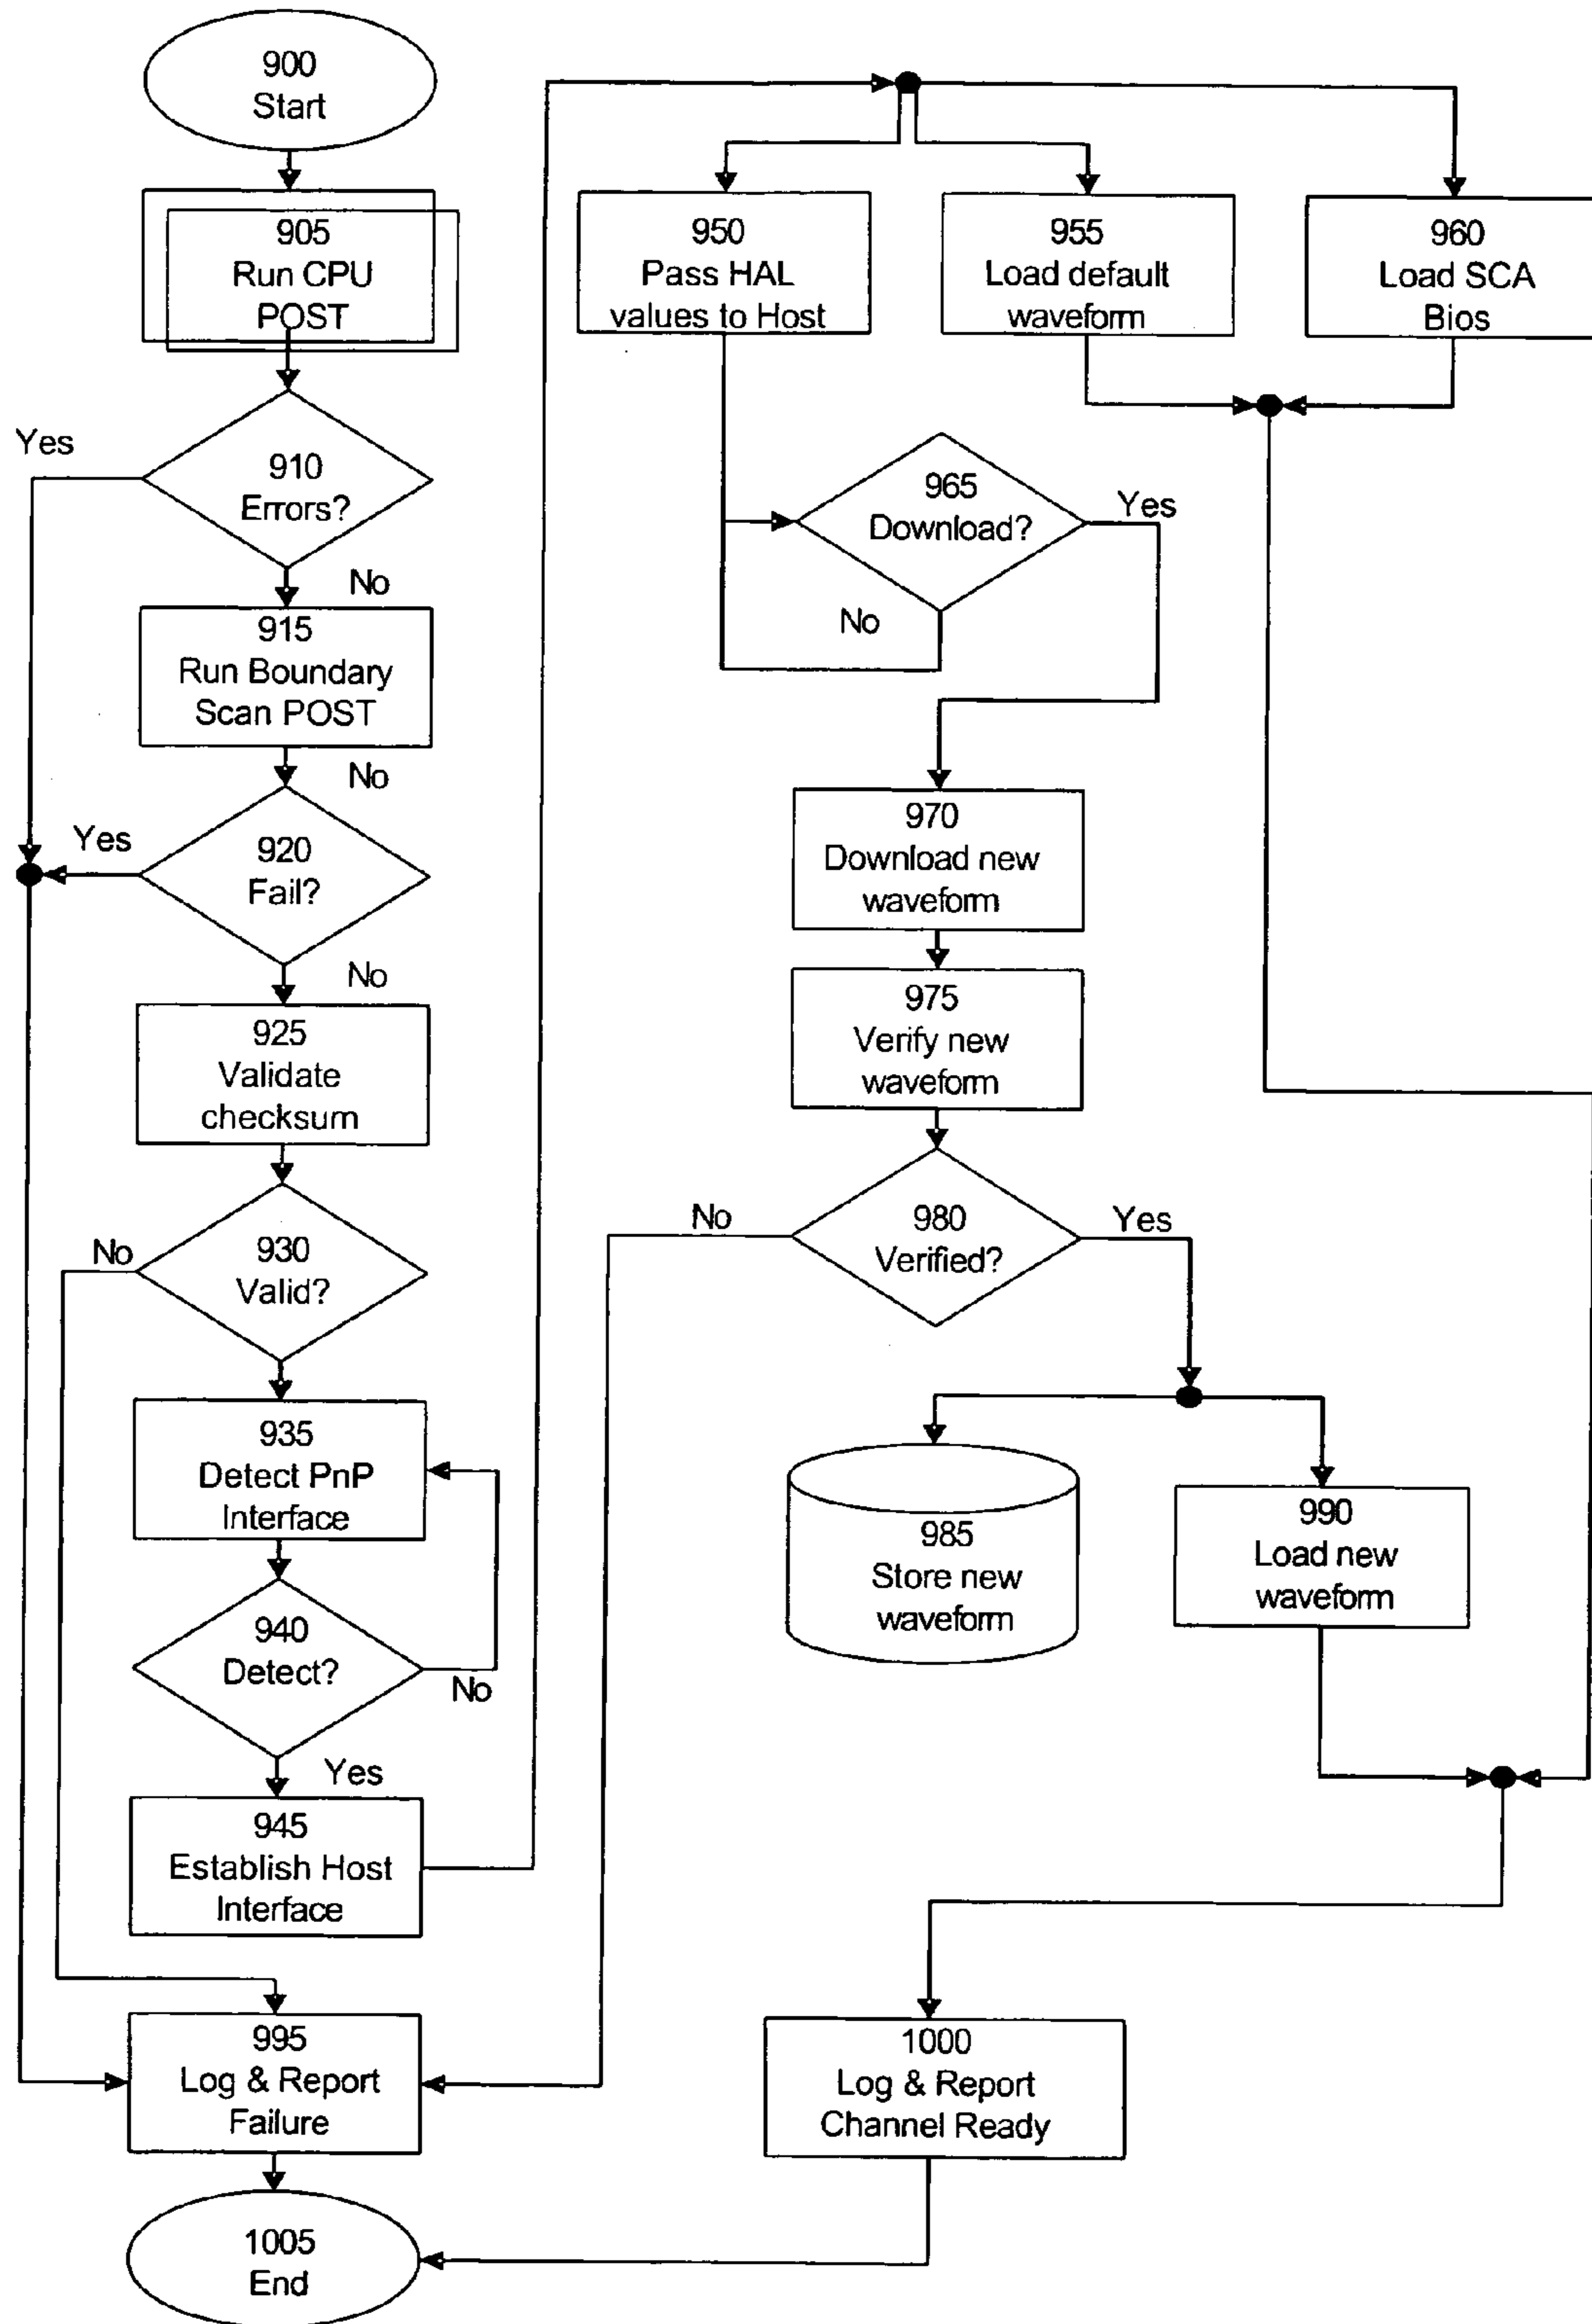 900
Start
905
Run CPU
POST
Yes
910
Errors?
No
915
Run Boundary
Scan POST
No
Yes
920
Fail?
No
925
Validate
checksum
No
930
Valid?
935
Detect PnP
Interface
940
Detect?
No
Yes
945
Establish Host
Interface
995
Log & Report
Failure
1005
End
950
Pass HAL
values to Host
955
Load default
waveform
960
Load SCA
Bios
965
Download?
Yes
No
970
Download new
waveform
975
Verify new
waveform
No
980
Verified?
Yes
985
Store new
waveform
990
Load new
waveform
1000
Log & Report
Channel Ready